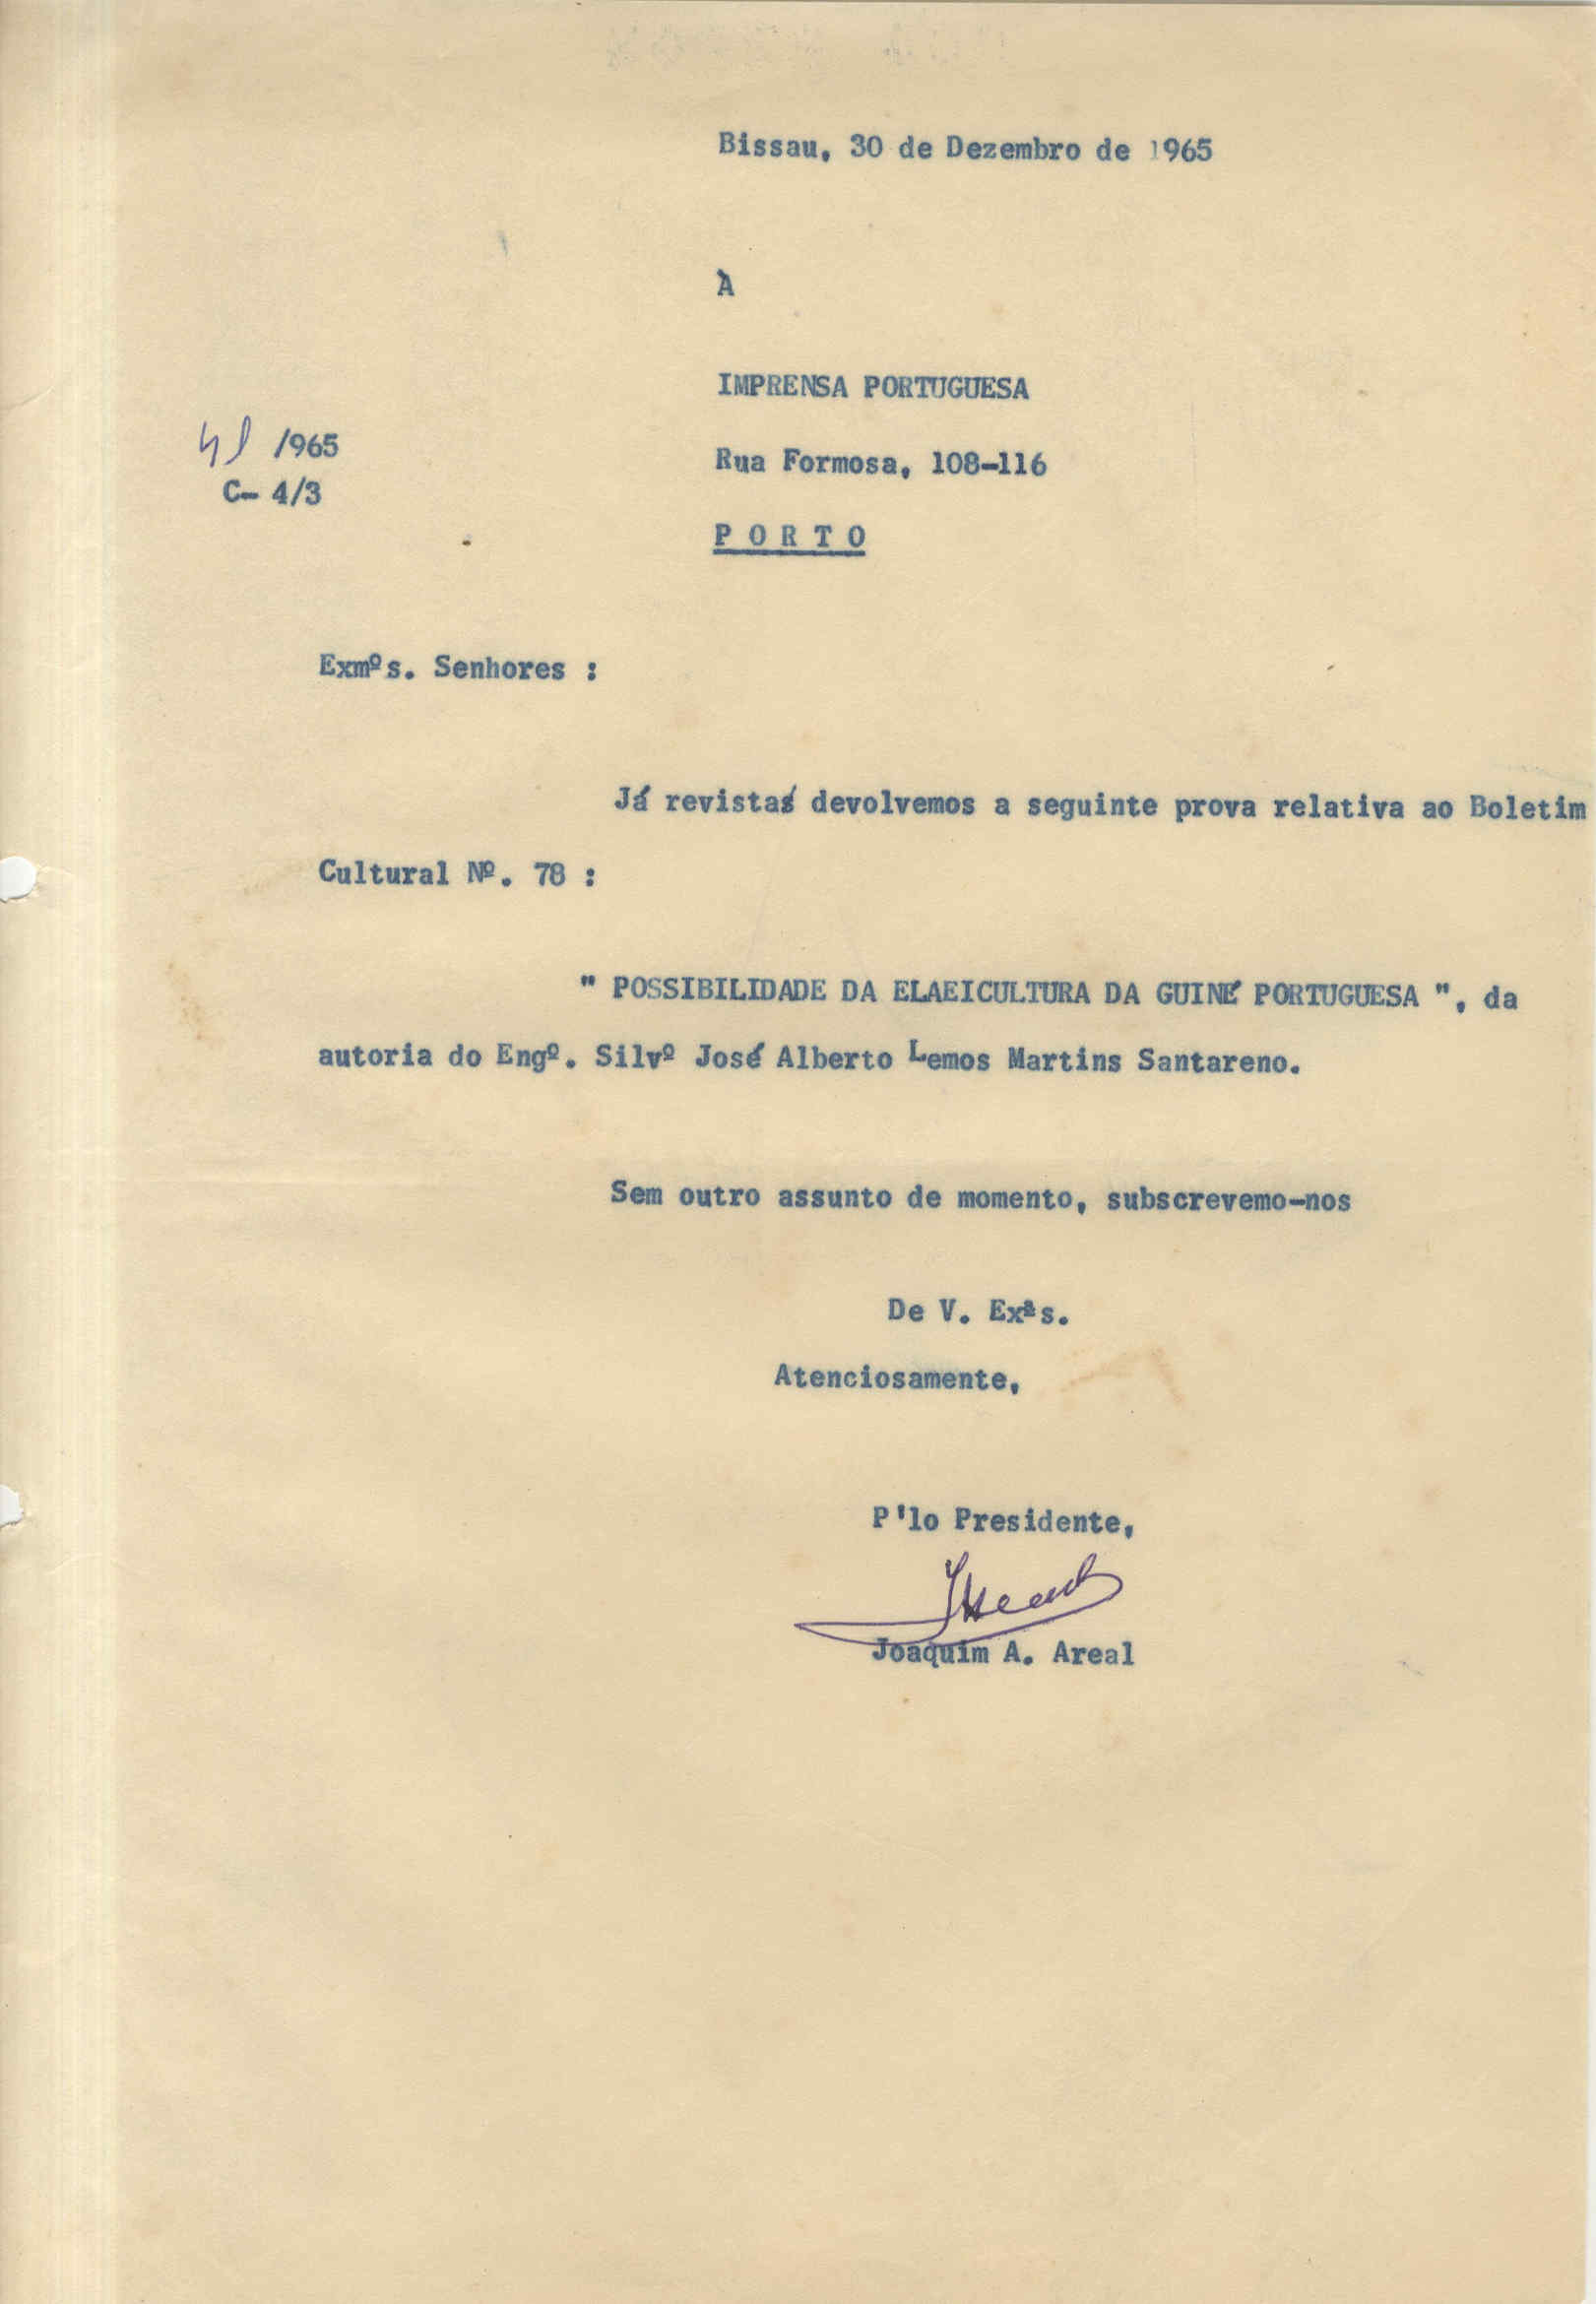 Bissau, 30 de Dezembro de 1965
À
IMPRENSA PORTUGUESA
/965
Rua Formosa, 108-116
C- 4/3
PORTO
Exmºs. Senhores :
Já revista devolvemos a seguinte prova relativa ao Boletim
Cultural Nº. 78 :
" POSSIBILIDADE DA ELAEICULTURA DA GUINÉ PORTUGUESA ", da
autoria do Engº. Silvº José Alberto Lemos Martins Santareno.
Sem outro assunto de momento, subscrevemo-nos
De V. Exªs.
Atenciosamente,
P'lo Presidente,
Joaquim A. Areal